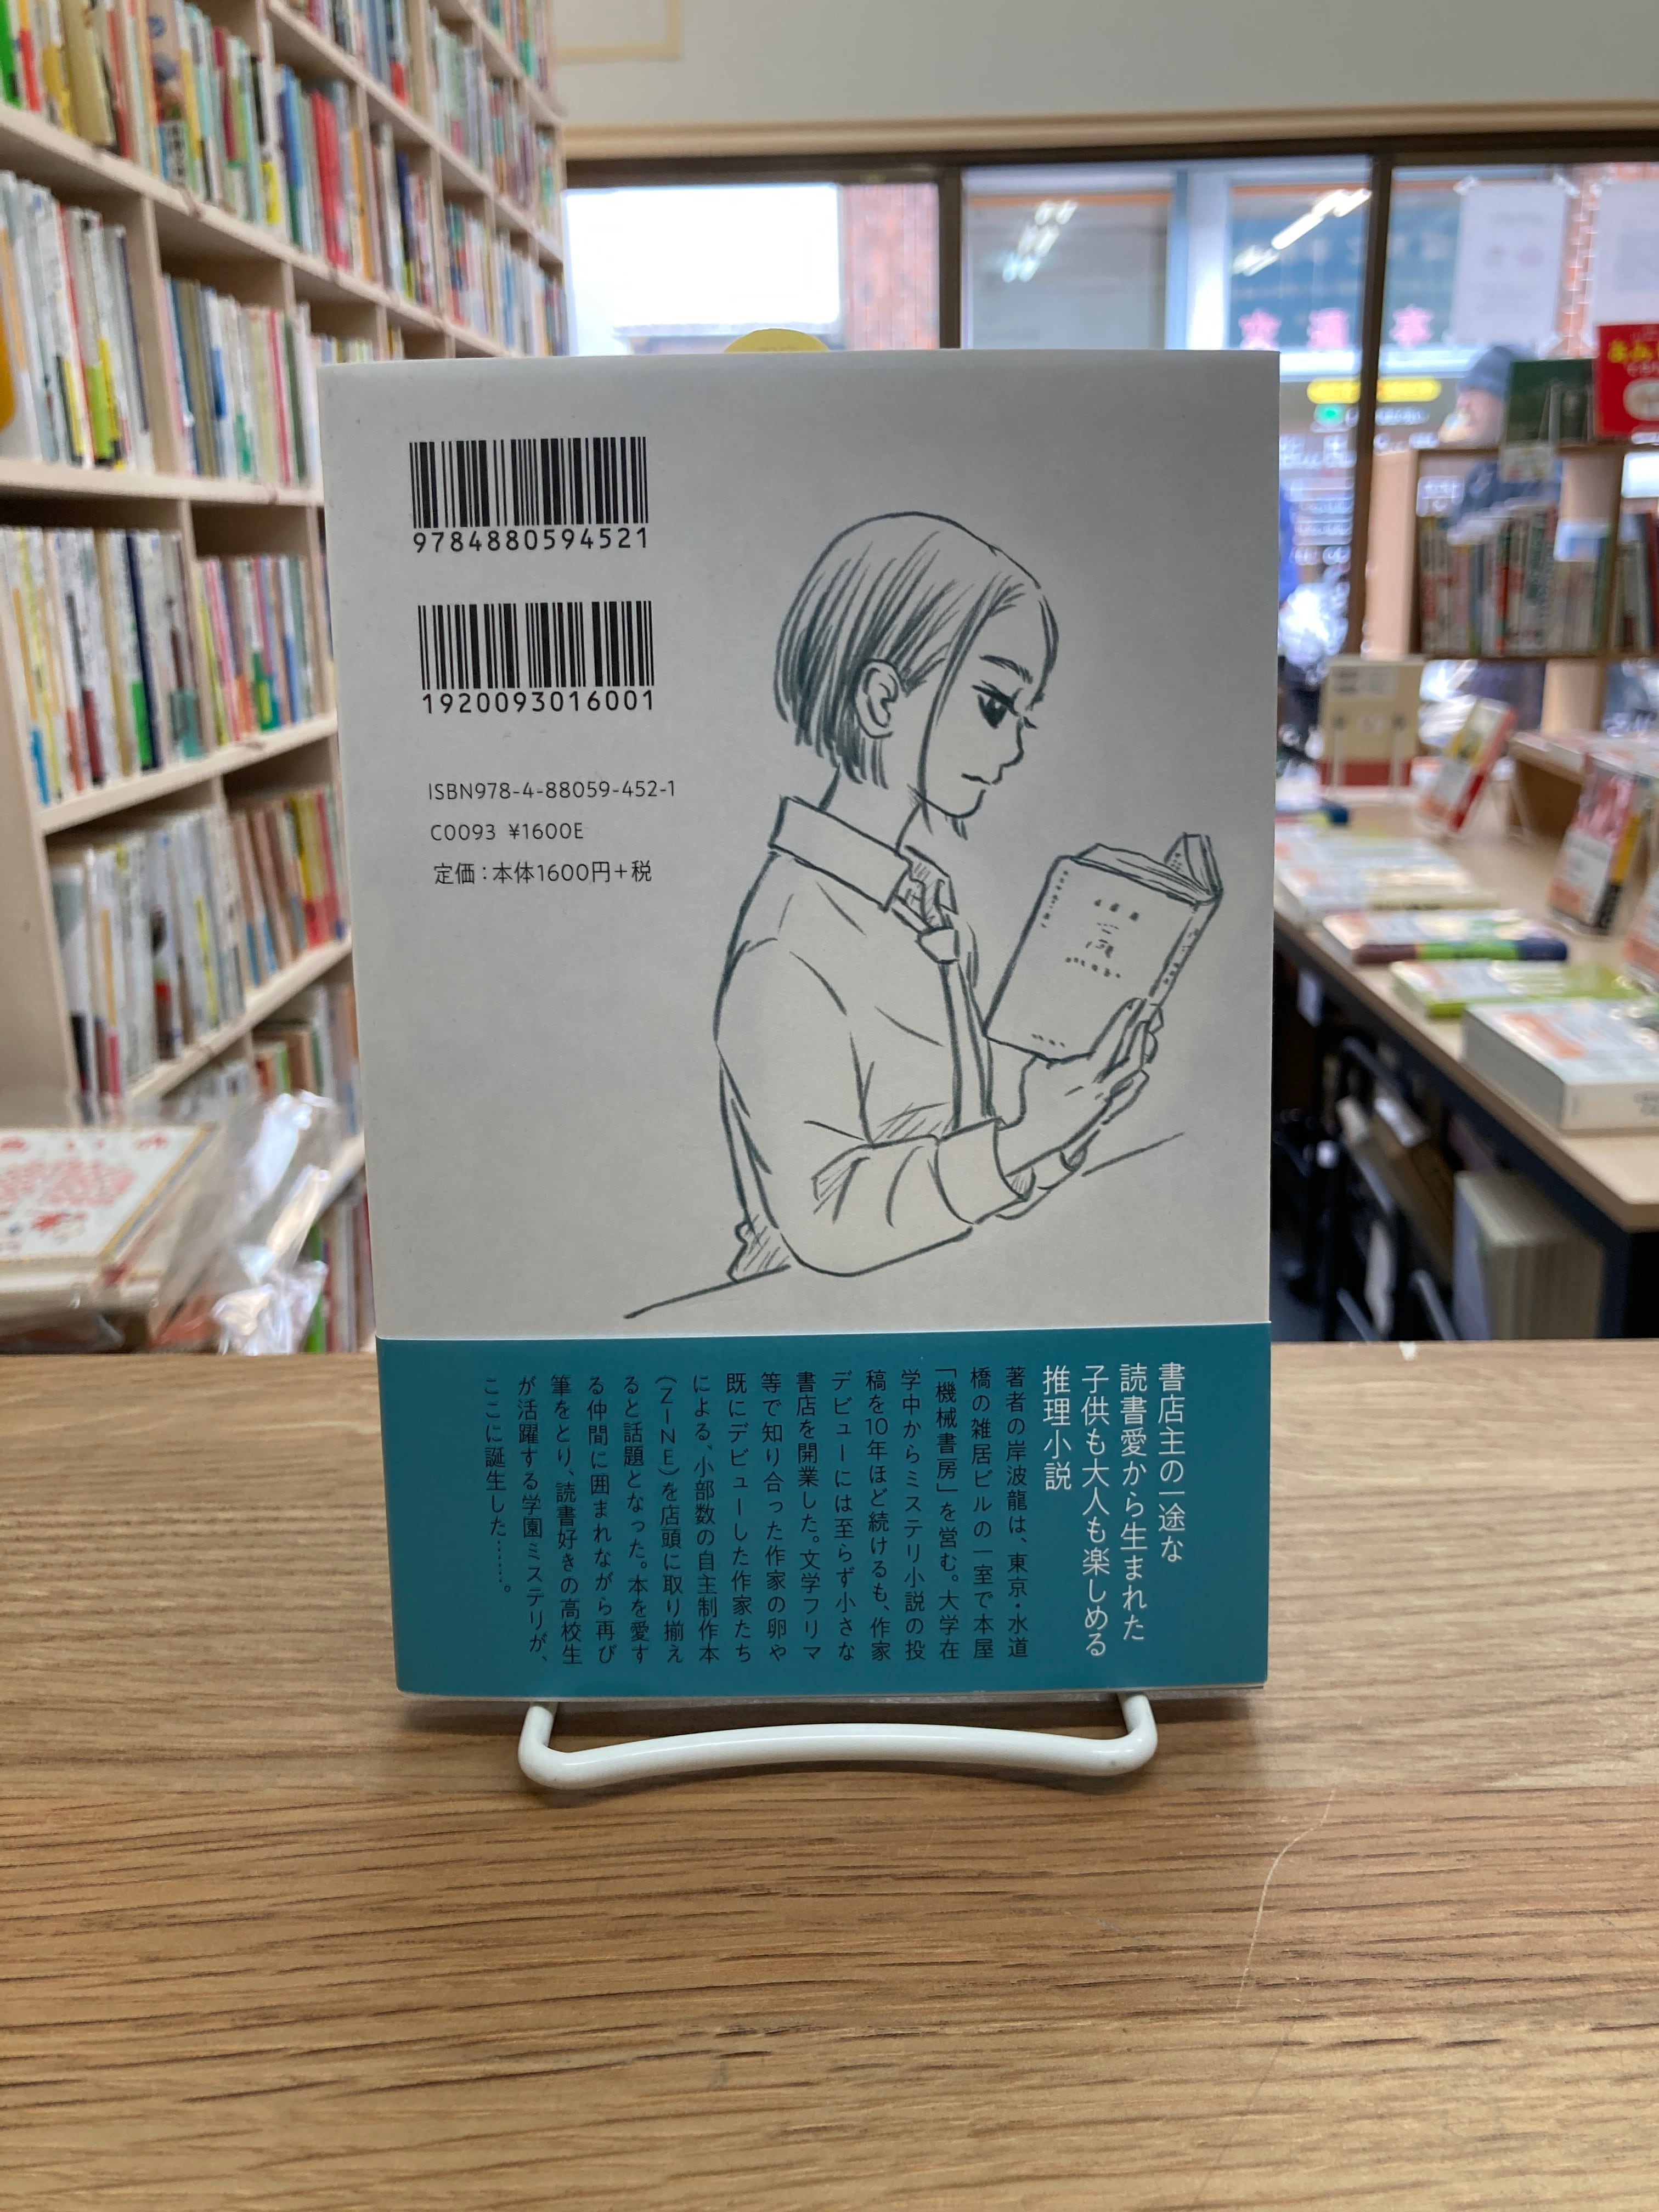 9784880594521
1920093016001
ISBN978-4-88059-452-1
C0093 ¥1600E
定価：本体1600円＋税
書店主の一途な
読書愛から生まれた
子供も大人も楽しめる
推理小説
著者の岸波龍は、東京・水道
橋の雑居ビルの一室で本屋
「機械書房」を営む。大学在
学中からミステリ小説の投
稿を10年ほど続けるも、作家
デビューには至らず小さな
書店を開業した。文学フリマ
等で知り合った作家の卵や
既にデビューした作家たち
による、小部数の自主制作本
（ZINE）を店頭に取り揃え
ると話題となった。本を愛す
る仲間に囲まれながら再び
筆をとり、読書好きの高校生
が活躍する学園ミステリが、
ここに誕生した……。